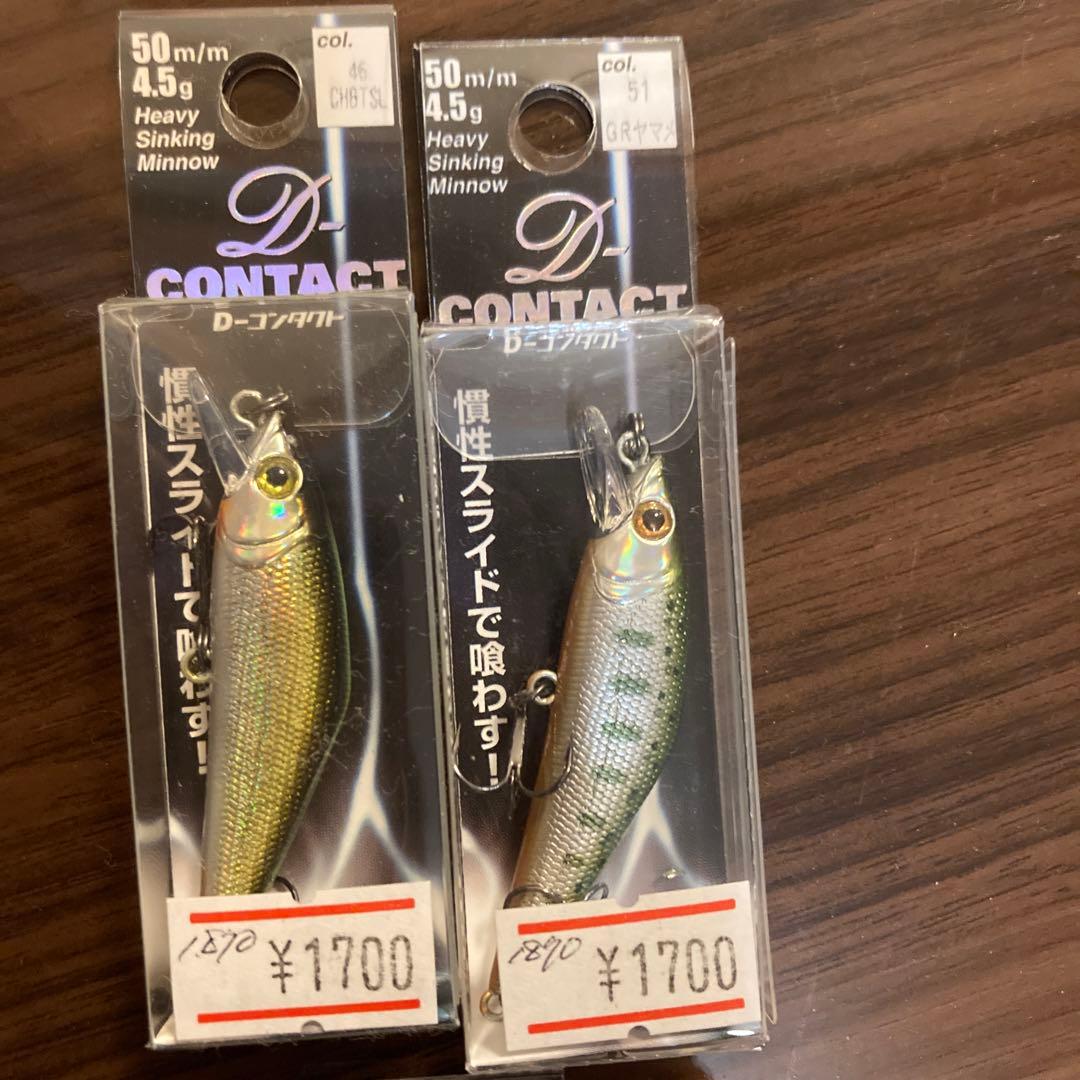 50m/m
4.5g
Heavy
Sinking
Minnow
col.
46
CHGTSL
D-
CONTACT
D-コンタクト
慣性スライドで喰わす!
¥1700
50m/m
4.5g
Heavy
Sinking
Minnow
col.
51
GRヤマメ
D-
CONTACT
D-コンタクト
慣性スライドで喰わす!
1870
¥1700